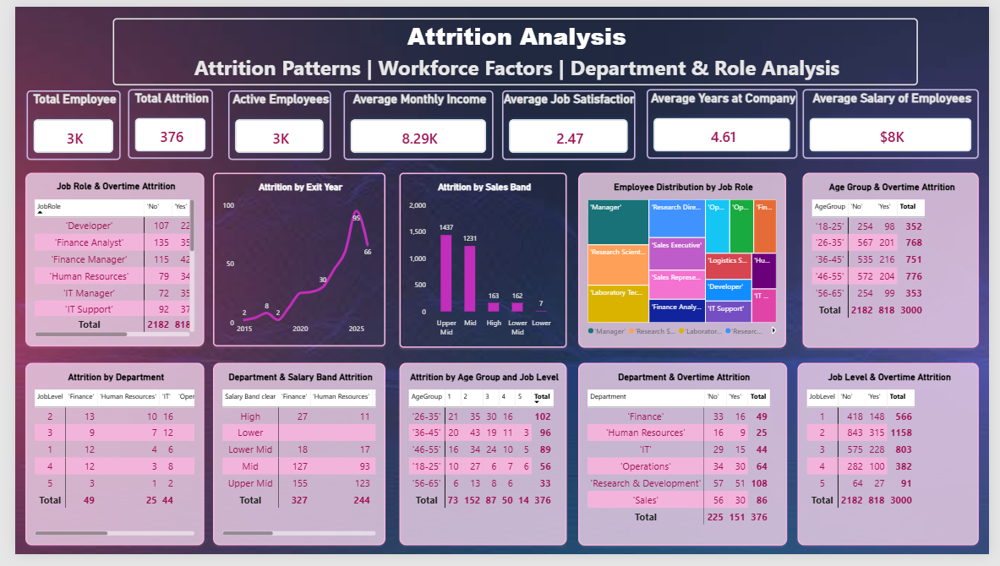 Attrition Analysis
Attrition Patterns | Workforce Factors | Department & Role Analysis
Total Employee
3K
Total Attrition
376
Active Employees
3K
Average Monthly Income
8.29K
Average Job Satisfaction
2.47
Average Years at Company
4.61
Average Salary of Employees
$8K
Job Role & Overtime Attrition
JobRole 'No' 'Yes'
'Developer' 107 22
'Finance Analyst' 135 35
'Finance Manager' 115 42
'Human Resources' 79 34
'IT Manager' 72 35
'IT Support' 92 37
Total 2182 818
Attrition by Exit Year
100
50
0
2 8 2 30 95 66
2015 2020 2025
Attrition by Sales Band
2,000
1,500
1,000
500
0
1437 1231 163 162 7
Upper Mid High Lower Lower
Mid Mid
Employee Distribution by Job Role
'Manager'
'Research Scient...
'Laboratory Tec...
'Research Dire...
'Sales Executive'
'Sales Represe...
'Finance Analy...
'Op...
'Op...
'Fin...
'Logistics S...
'Developer'
'IT Support'
'Hu...
'IT ...
'Manager' 'Research S... 'Laborator... 'Researc...
Age Group & Overtime Attrition
AgeGroup 'No' 'Yes' Total
'18-25' 254 98 352
'26-35' 567 201 768
'36-45' 535 216 751
'46-55' 572 204 776
'56-65' 254 99 353
Total 2182 818 3000
Attrition by Department
JobLevel 'Finance' 'Human Resources' 'IT' 'Oper
2 13 10 16
3 9 7 12
1 12 4 6
4 12 3 8
5 3 1 2
Total 49 25 44
Department & Salary Band Attrition
Salary Band clear 'Finance' 'Human Resources'
High 27 11
Lower
Lower Mid 18 17
Mid 127 93
Upper Mid 155 123
Total 327 244
Attrition by Age Group and Job Level
AgeGroup 1 2 3 4 5 Total
'26-35' 21 35 30 16 102
'36-45' 20 43 19 11 3 96
'46-55' 16 34 24 10 5 89
'18-25' 10 27 6 7 6 56
'56-65' 6 13 8 6 33
Total 73 152 87 50 14 376
Department & Overtime Attrition
Department 'No' 'Yes' Total
'Finance' 33 16 49
'Human Resources' 16 9 25
'IT' 29 15 44
'Operations' 34 30 64
'Research & Development' 57 51 108
'Sales' 56 30 86
Total 225 151 376
Job Level & Overtime Attrition
JobLevel 'No' 'Yes' Total
1 418 148 566
2 843 315 1158
3 575 228 803
4 282 100 382
5 64 27 91
Total 2182 818 3000